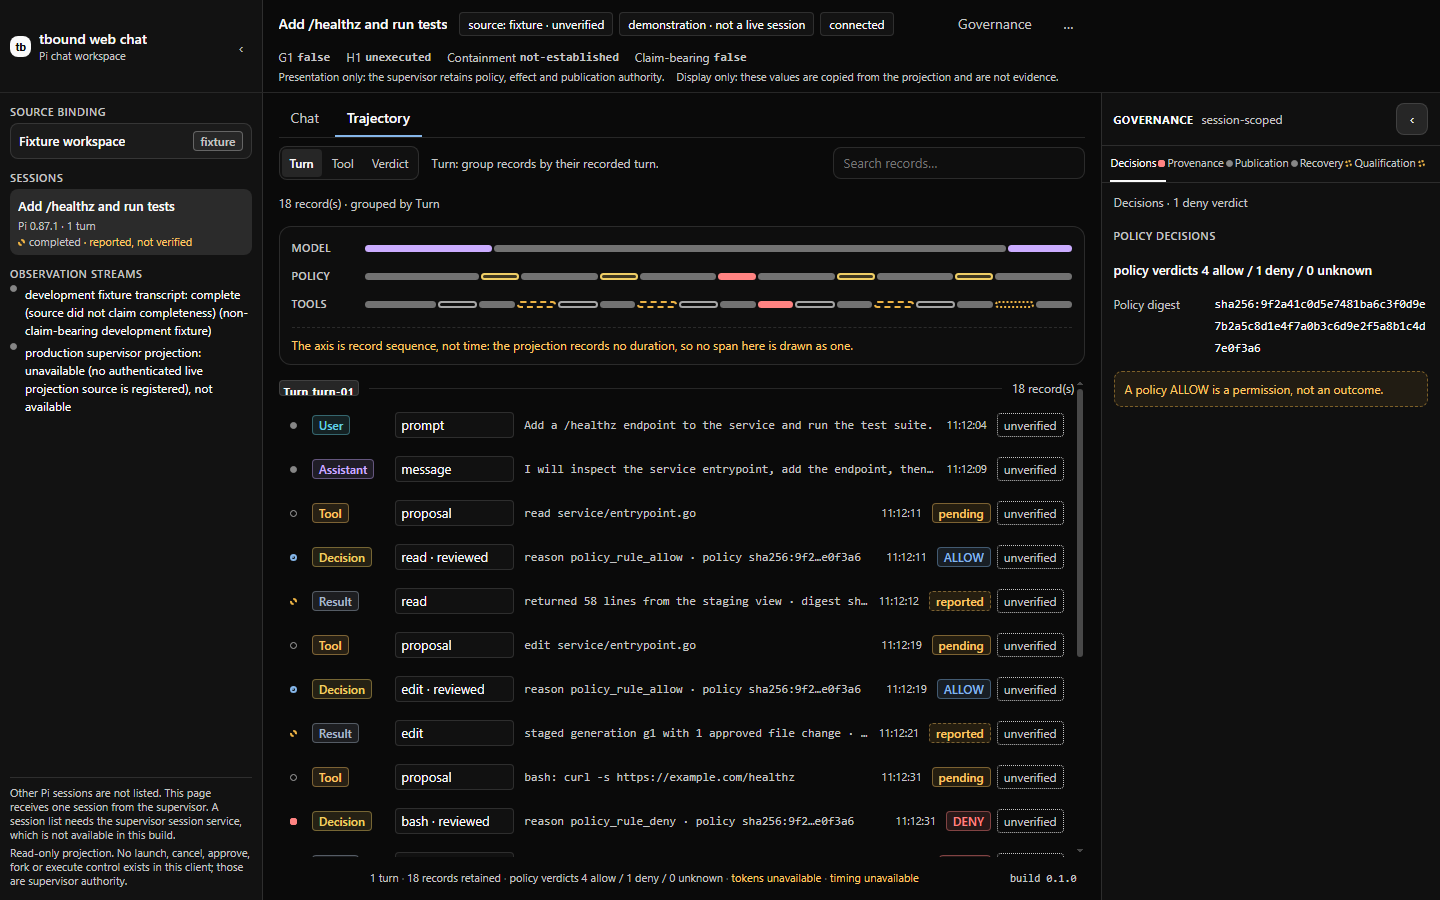 tb
tbound web chat
Pi chat workspace
‹
SOURCE BINDING
Fixture workspace
fixture
SESSIONS
Add /healthz and run tests
Pi 0.87.1 · 1 turn
completed · reported, not verified
OBSERVATION STREAMS
development fixture transcript: complete
(source did not claim completeness) (non-
claim-bearing development fixture)
production supervisor projection:
unavailable (no authenticated live
projection source is registered), not
available
Other Pi sessions are not listed. This page
receives one session from the supervisor. A
session list needs the supervisor session service,
which is not available in this build.
Read-only projection. No launch, cancel, approve,
fork or execute control exists in this client; those
are supervisor authority.
Add /healthz and run tests
source: fixture · unverified
demonstration · not a live session
connected
Governance
...
G1 false H1 unexecuted Containment not-established Claim-bearing false
Presentation only: the supervisor retains policy, effect and publication authority. Display only: these values are copied from the projection and are not evidence.
Chat
Trajectory
Turn Tool Verdict Turn: group records by their recorded turn.
Search records...
18 record(s) · grouped by Turn
MODEL
POLICY
TOOLS
The axis is record sequence, not time: the projection records no duration, so no span here is drawn as one.
Turn turn-01 18 record(s)
User prompt Add a /healthz endpoint to the service and run the test suite. 11:12:04 unverified
Assistant message I will inspect the service entrypoint, add the endpoint, then… 11:12:09 unverified
Tool proposal read service/entrypoint.go 11:12:11 pending unverified
Decision read · reviewed reason policy_rule_allow · policy sha256:9f2…e0f3a6 11:12:11 ALLOW unverified
Result read returned 58 lines from the staging view · digest sh… 11:12:12 reported unverified
Tool proposal edit service/entrypoint.go 11:12:19 pending unverified
Decision edit · reviewed reason policy_rule_allow · policy sha256:9f2…e0f3a6 11:12:19 ALLOW unverified
Result edit staged generation g1 with 1 approved file change · … 11:12:21 reported unverified
Tool proposal bash: curl -s https://example.com/healthz 11:12:31 pending unverified
Decision bash · reviewed reason policy_rule_deny · policy sha256:9f2…e0f3a6 11:12:31 DENY unverified
1 turn · 18 records retained · policy verdicts 4 allow / 1 deny / 0 unknown · tokens unavailable · timing unavailable
build 0.1.0
GOVERNANCE session-scoped
‹
Decisions Provenance Publication Recovery Qualification
Decisions · 1 deny verdict
POLICY DECISIONS
policy verdicts 4 allow / 1 deny / 0 unknown
Policy digest sha256:9f2a41c0d5e7481ba6c3f0d9e
7b2a5c8d1e4f7a0b3c6d9e2f5a8b1c4d
7e0f3a6
A policy ALLOW is a permission, not an outcome.